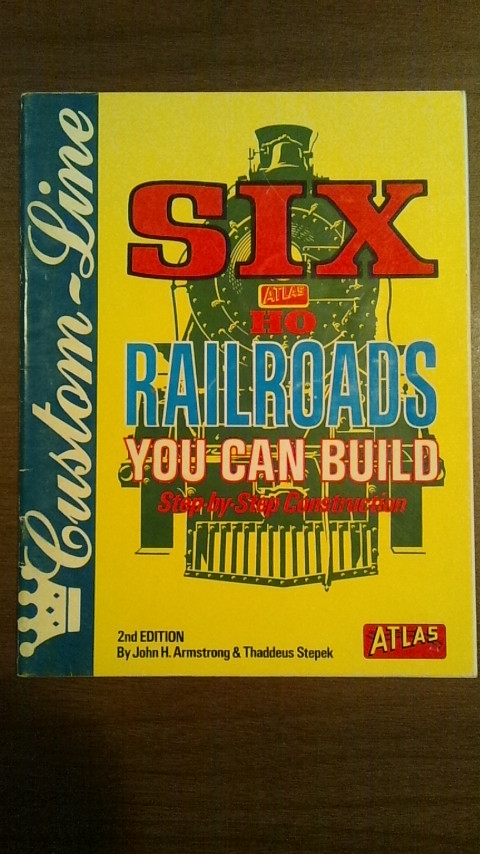 Custom-Line
SIX
ATLAS
HO
RAILROADS
YOU CAN BUILD
Step-by-Step Construction
2nd EDITION
By John H. Armstrong & Thaddeus Stepek
ATLAS